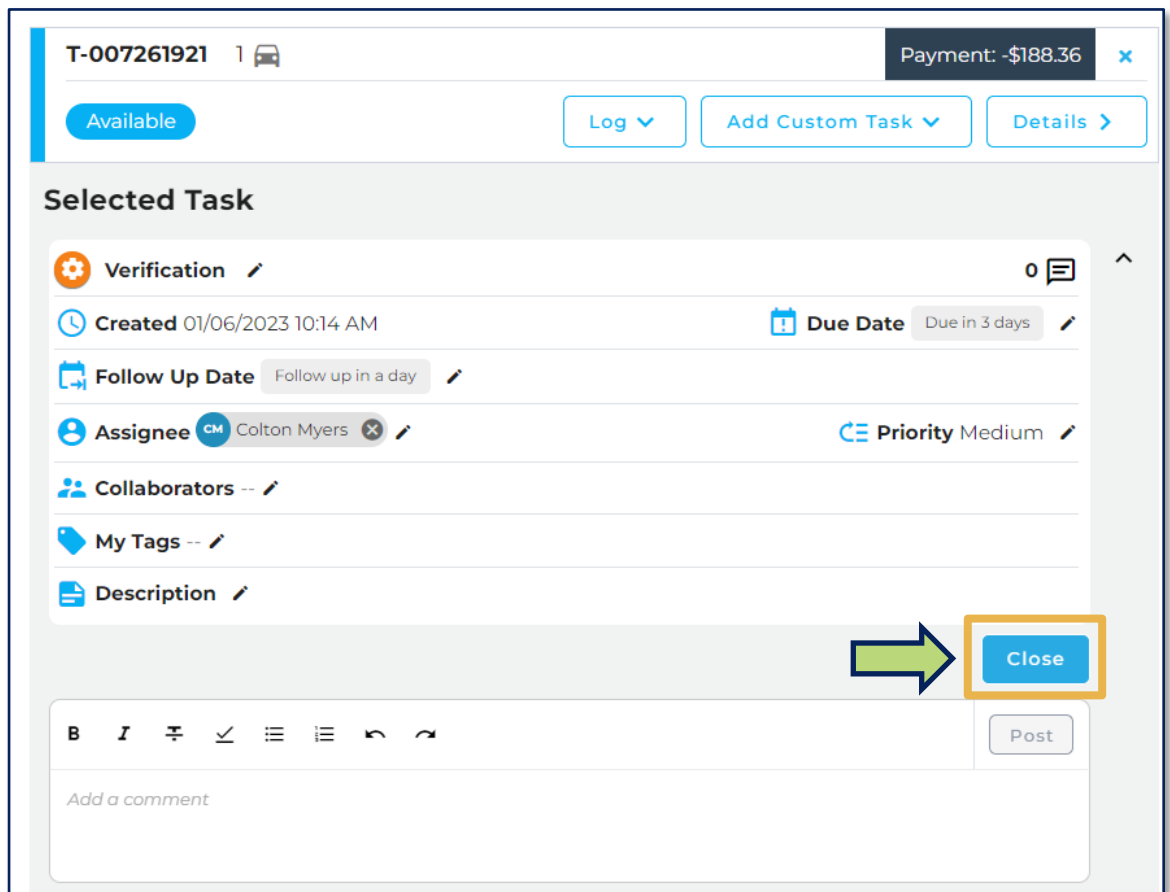 T-007261921 1 Payment: -$188.36
Available Log Add Custom Task Details
Selected Task
Verification 0
Created 01/06/2023 10:14 AM Due Date Due in 3 days
Follow Up Date Follow up in a day
Assignee CM Colton Myers Priority Medium
Collaborators --
My Tags --
Description
Close
B I T Post
Add a comment